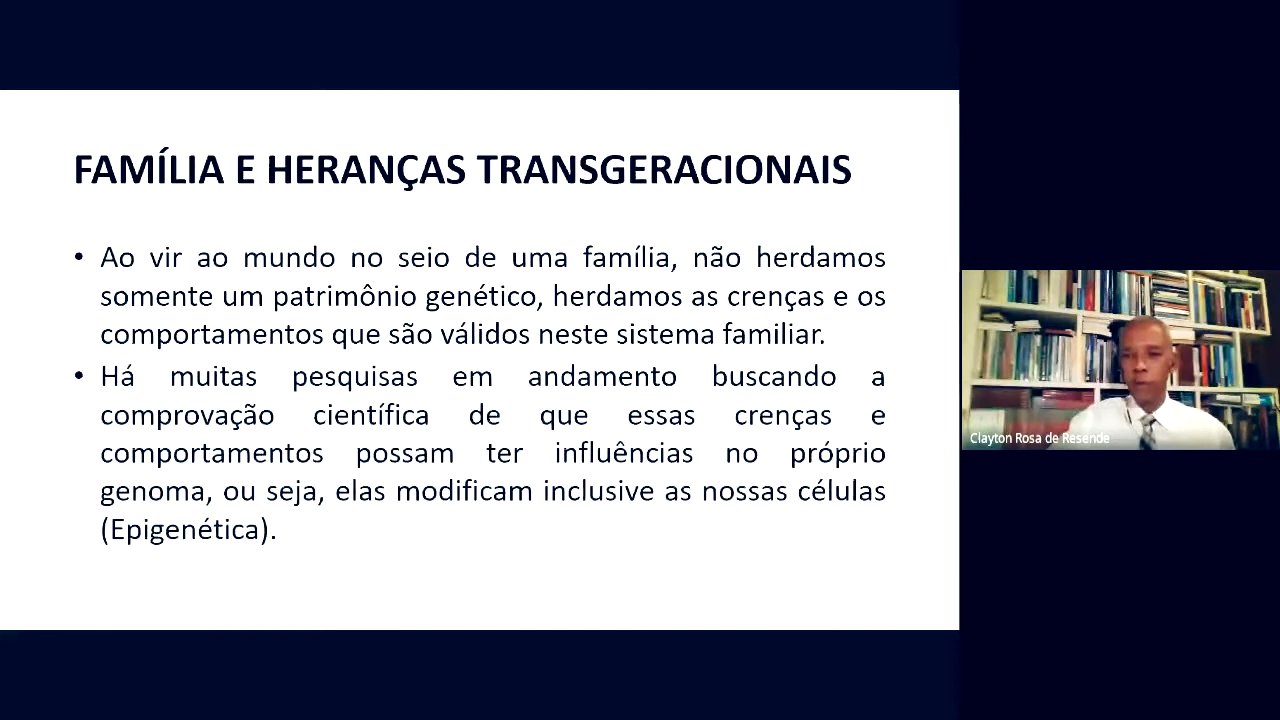 FAMÍLIA E HERANÇAS TRANSGERACIONAIS
• Ao vir ao mundo no seio de uma família, não herdamos
somente um patrimônio genético, herdamos as crenças e os
comportamentos que são válidos neste sistema familiar.
• Há muitas pesquisas em andamento buscando a
comprovação científica de que essas crenças e
comportamentos possam ter influências no próprio
genoma, ou seja, elas modificam inclusive as nossas células
(Epigenética).
Clayton Rosa de Resende